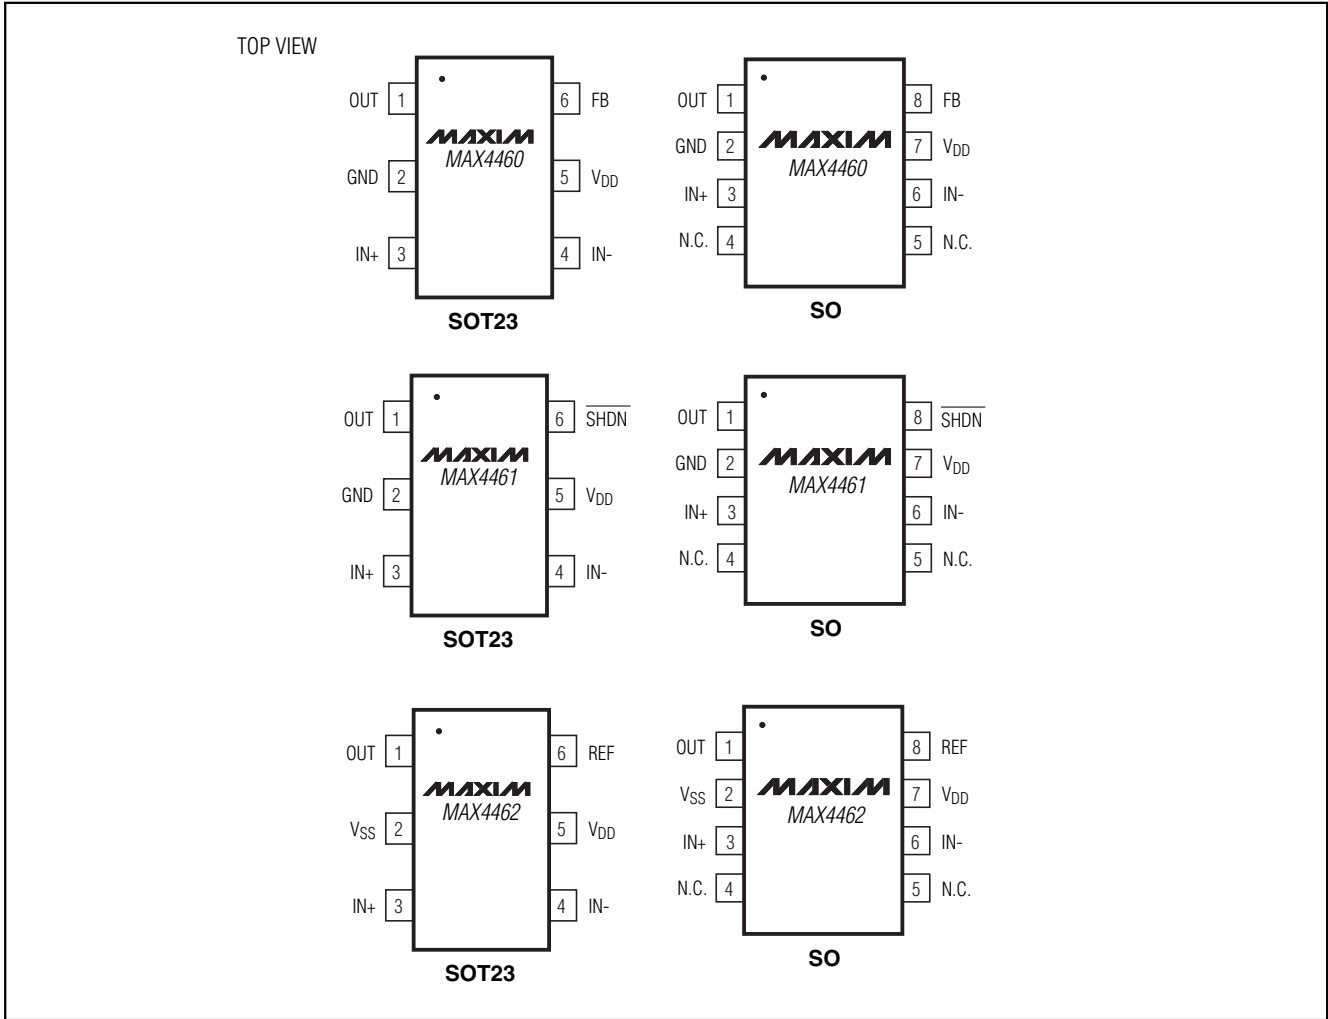 TOP VIEW
OUT 1 6 FB
GND 2 5 VDD
IN+ 3 4 IN-
MAXIM
MAX4460
SOT23
OUT 1 8 FB
GND 2 7 VDD
IN+ 3 6 IN-
N.C. 4 5 N.C.
MAXIM
MAX4460
SO
OUT 1 6 SHDN
GND 2 5 VDD
IN+ 3 4 IN-
MAXIM
MAX4461
SOT23
OUT 1 8 SHDN
GND 2 7 VDD
IN+ 3 6 IN-
N.C. 4 5 N.C.
MAXIM
MAX4461
SO
OUT 1 6 REF
VSS 2 5 VDD
IN+ 3 4 IN-
MAXIM
MAX4462
SOT23
OUT 1 8 REF
VSS 2 7 VDD
IN+ 3 6 IN-
N.C. 4 5 N.C.
MAXIM
MAX4462
SO